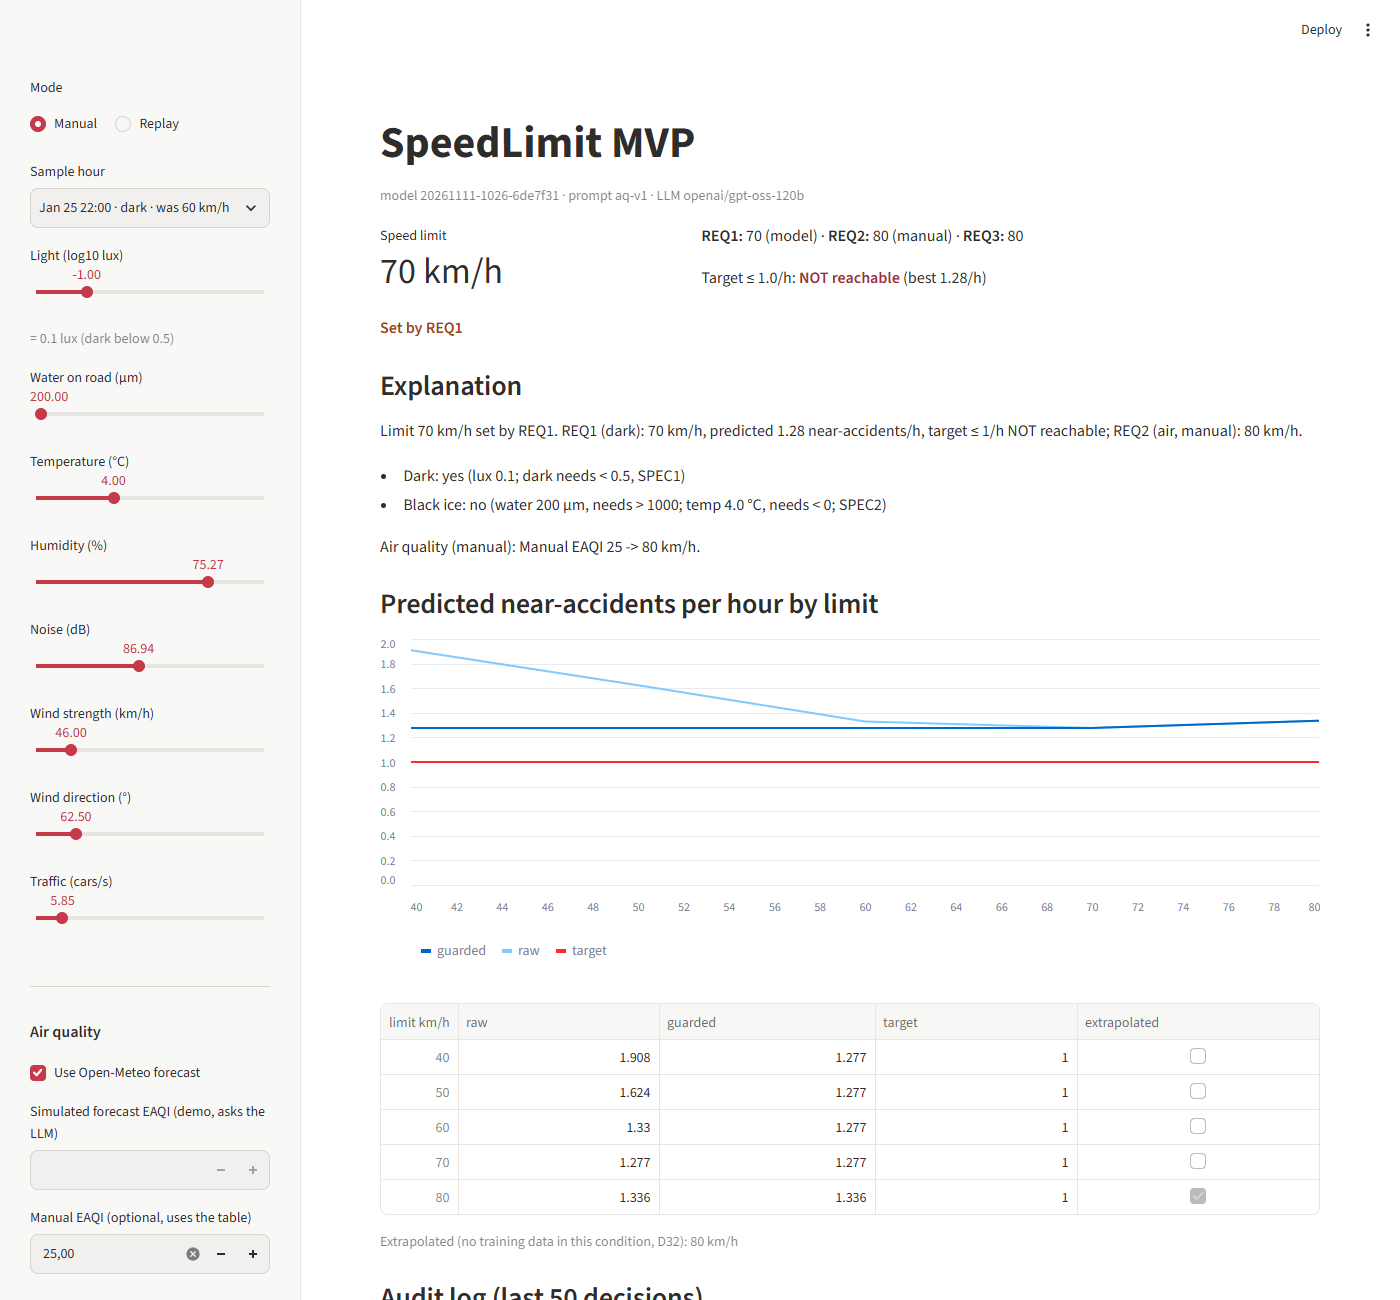 Deploy
Mode
Manual
Replay
Sample hour
Jan 25 22:00 · dark · was 60 km/h
Light (log10 lux)
-1.00
= 0.1 lux (dark below 0.5)
Water on road (μm)
200.00
Temperature (°C)
4.00
Humidity (%)
75.27
Noise (dB)
86.94
Wind strength (km/h)
46.00
Wind direction (°)
62.50
Traffic (cars/s)
5.85
Air quality
Use Open-Meteo forecast
Simulated forecast EAQI (demo, asks the
LLM)
Manual EAQI (optional, uses the table)
25,00
SpeedLimit MVP
model 20261111-1026-6de7f31 · prompt aq-v1 · LLM openai/gpt-oss-120b
Speed limit
70 km/h
Set by REQ1
REQ1: 70 (model) · REQ2: 80 (manual) · REQ3: 80
Target ≤ 1.0/h: NOT reachable (best 1.28/h)
Explanation
Limit 70 km/h set by REQ1. REQ1 (dark): 70 km/h, predicted 1.28 near-accidents/h, target ≤ 1/h NOT reachable; REQ2 (air, manual): 80 km/h.
Dark: yes (lux 0.1; dark needs < 0.5, SPEC1)
Black ice: no (water 200 μm, needs > 1000; temp 4.0 °C, needs < 0; SPEC2)
Air quality (manual): Manual EAQI 25 -> 80 km/h.
Predicted near-accidents per hour by limit
2.0
1.8
1.6
1.4
1.2
1.0
0.8
0.6
0.4
0.2
0.0
40 42 44 46 48 50 52 54 56 58 60 62 64 66 68 70 72 74 76 78 80
guarded raw target
limit km/h raw guarded target extrapolated
40 1.908 1.277 1
50 1.624 1.277 1
60 1.33 1.277 1
70 1.277 1.277 1
80 1.336 1.336 1
Extrapolated (no training data in this condition, D32): 80 km/h
Audit log (last 50 decisions)